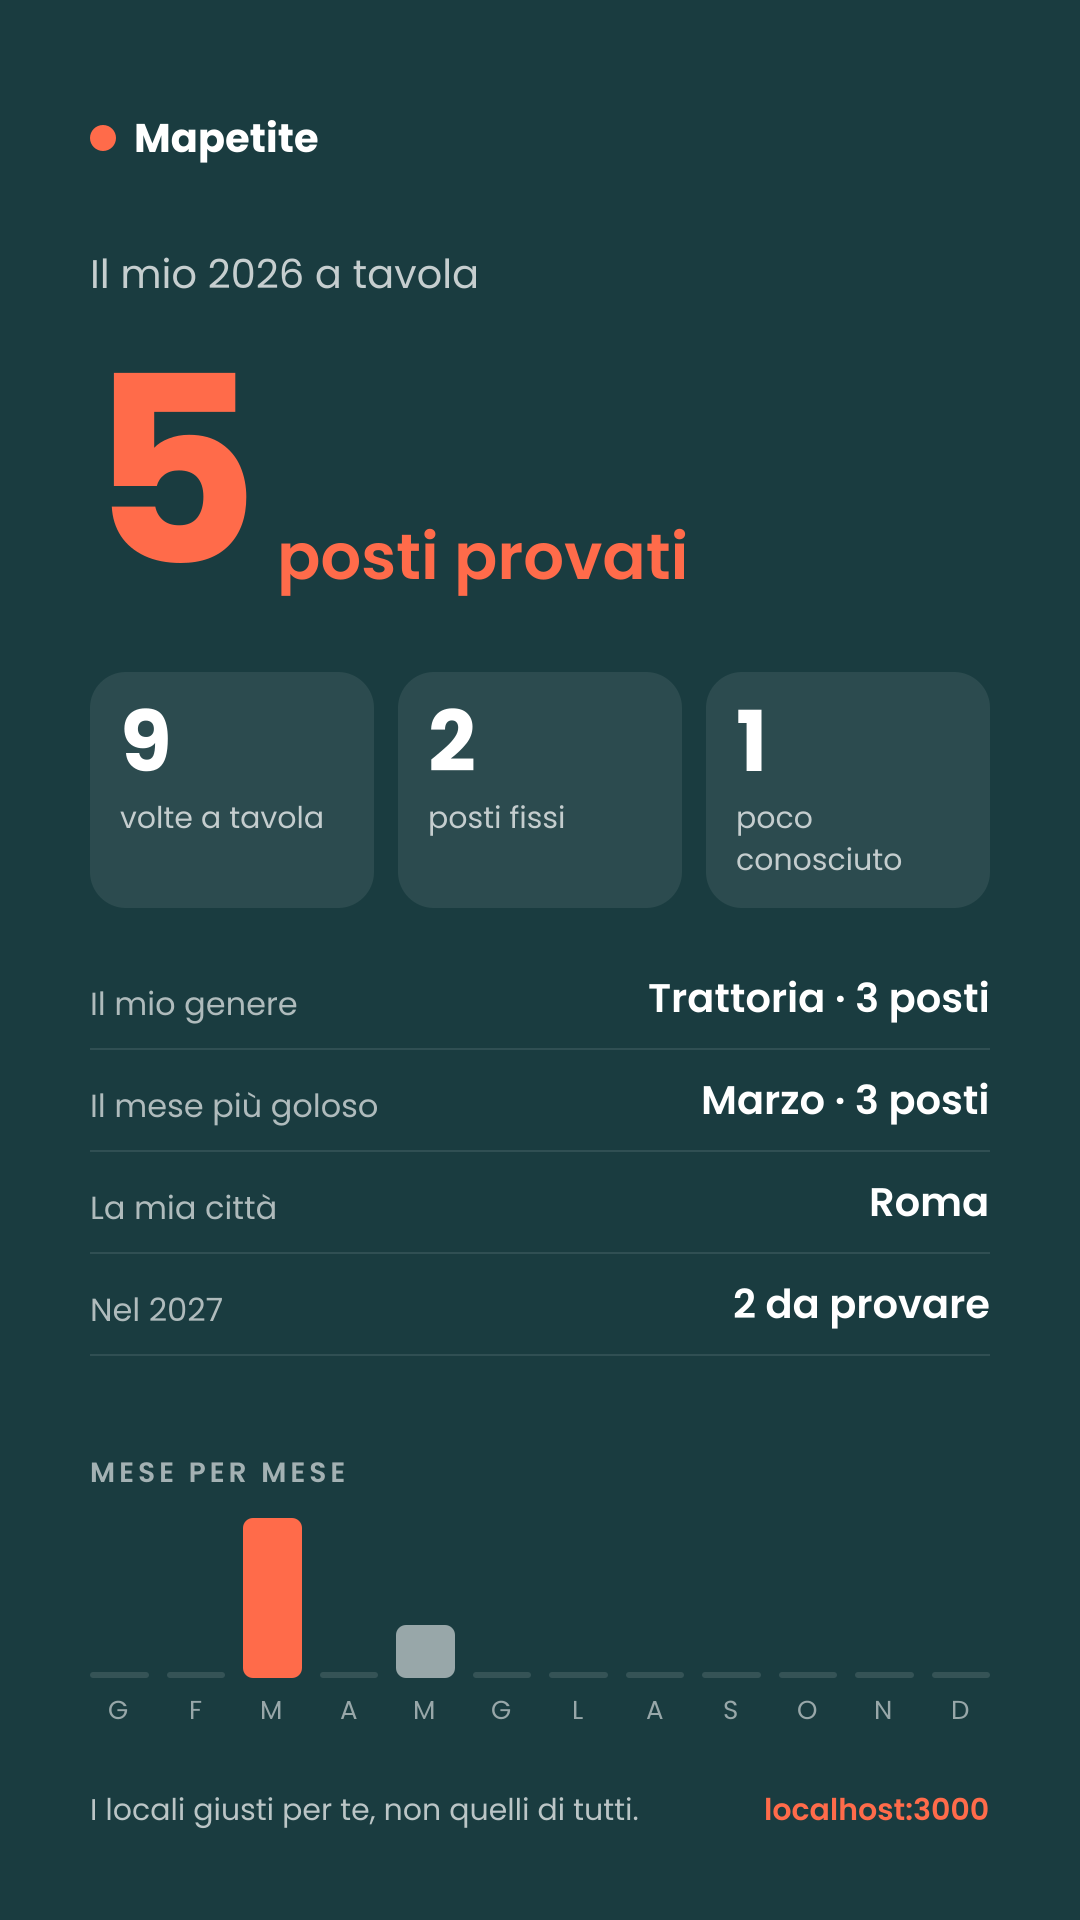 Mapetite
Il mio 2026 a tavola
5 posti provati
9
volte a tavola
2
posti fissi
1
poco
conosciuto
Il mio genere
Trattoria · 3 posti
Il mese più goloso
Marzo · 3 posti
La mia città
Roma
Nel 2027
2 da provare
MESE PER MESE
G F M A M G L A S O N D
I locali giusti per te, non quelli di tutti.
localhost:3000